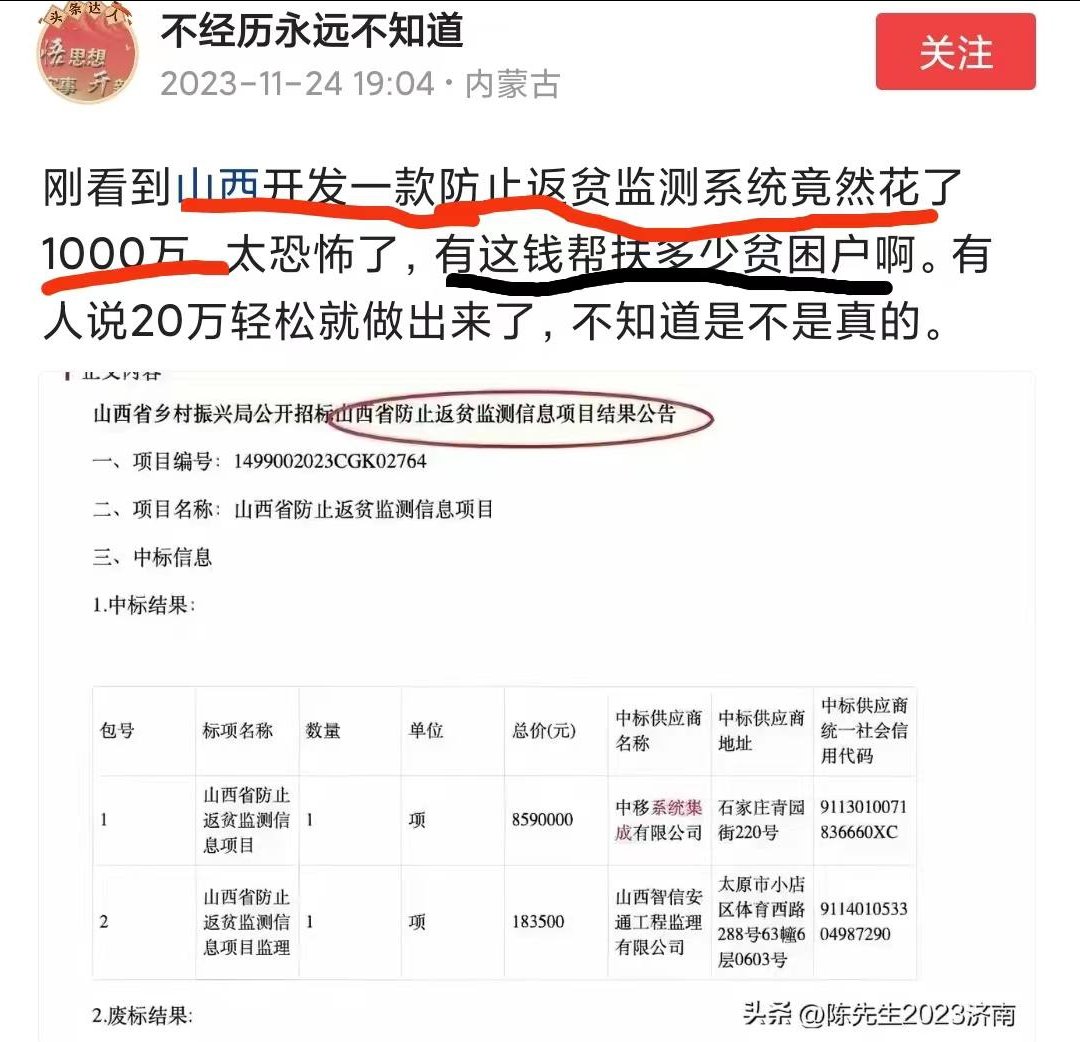 头条达人
悟思想
不经历永远不知道
2023-11-24 19:04·内蒙古
关注
刚看到山西开发一款防止返贫监测系统竟然花了
1000万 太恐怖了，有这钱帮扶多少贫困户啊。有
人说20万轻松就做出来了，不知道是不是真的。
正文内容
山西省乡村振兴局公开招标山西省防止返贫监测信息项目结果公告
一、项目编号：1499002023CGK02764
二、项目名称：山西省防止返贫监测信息项目
三、中标信息
1.中标结果：
包号 标项名称 数量 单位 总价(元) 中标供应商名称 中标供应商地址 中标供应商统一社会信用代码
1 山西省防止返贫监测信息项目 1 项 8590000 中移系统集成有限公司 石家庄青园街220号 9113010071836660XC
2 山西省防止返贫监测信息项目监理 1 项 183500 山西智信安通工程监理有限公司 太原市小店区体育西路288号63幢6层0603号 911401053304987290
2.废标结果:
头条 @陈先生2023济南